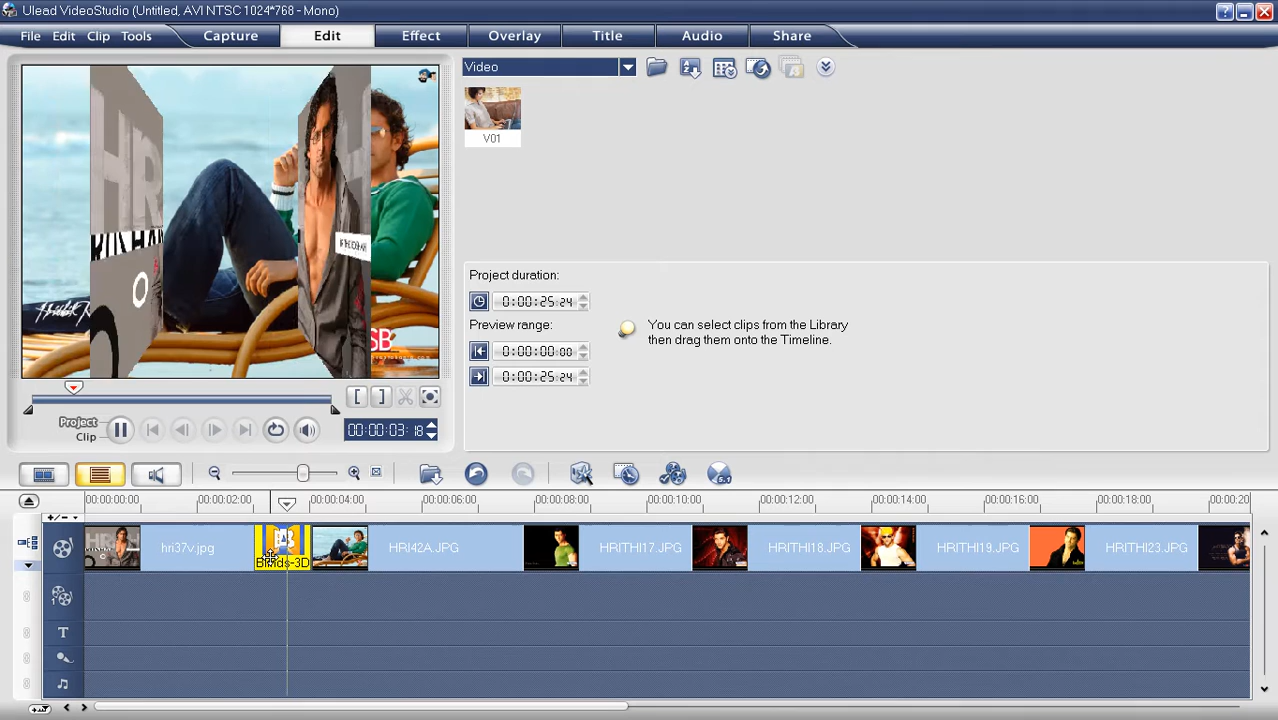 Ulead VideoStudio (Untitled, AVI NTSC 1024*768 - Mono)
File Edit Clip Tools
Capture
Edit
Effect
Overlay
Title
Audio
Share
Video
V01
HR
SB
Project duration:
0:00:25:24
Preview range:
0:00:00:00
0:00:25:24
You can select clips from the Library
then drag them onto the Timeline.
Project
Clip
[ ]
00:00:03:18
00:00:00:00 00:00:02:00 00:00:04:00 00:00:06:00 00:00:08:00 00:00:10:00 00:00:12:00 00:00:14:00 00:00:16:00 00:00:20
hri37v.jpg
Blinds-3D
HRI42A.JPG
HRITHI17.JPG
HRITHI18.JPG
HRITHI19.JPG
HRITHI23.JPG
T